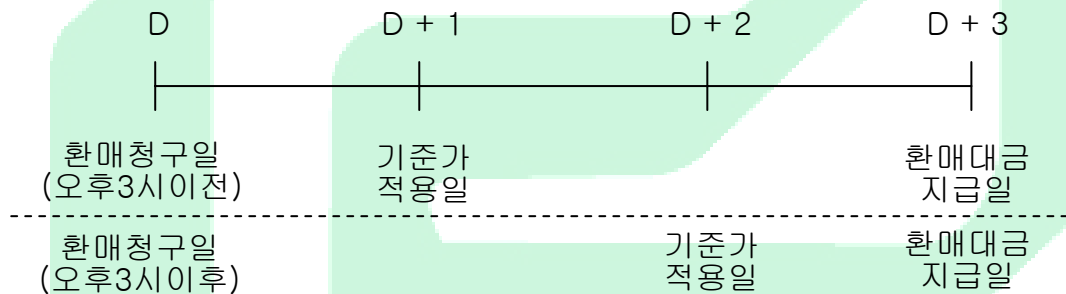 D D + 1 D + 2 D + 3
환매청구일 기준가 환매대금
(오후3시이전) 적용일 지급일
환매청구일 기준가 환매대금
(오후3시이후) 적용일 지급일